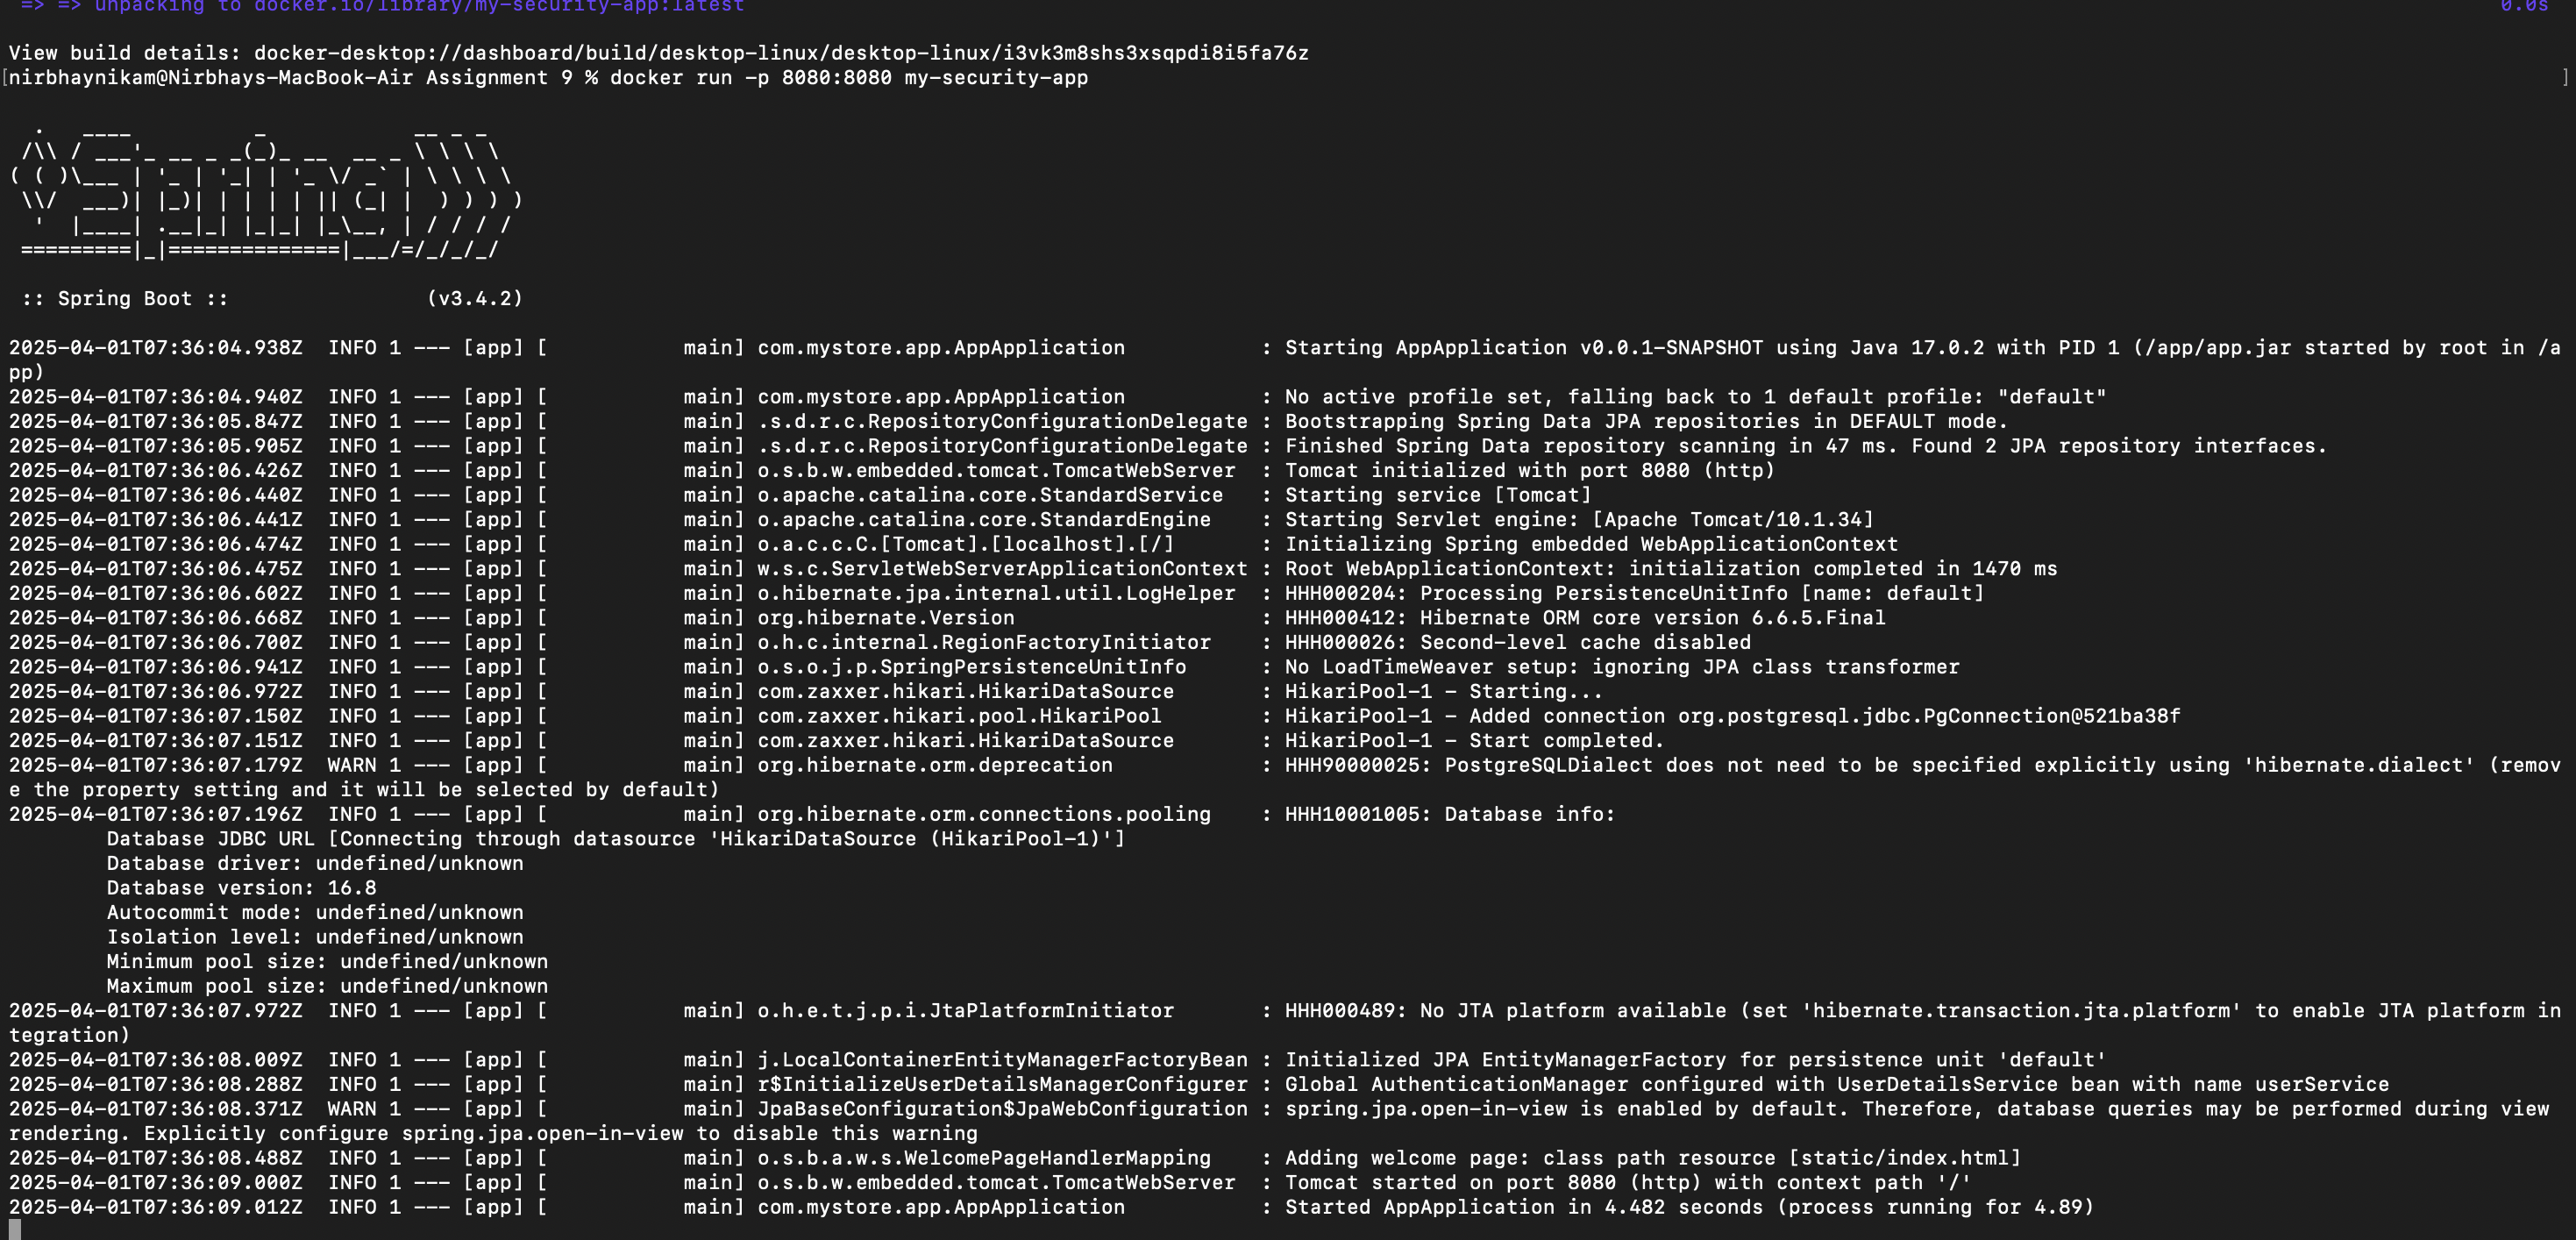 => => unpacking to docker.io/library/my-security-app:latest 0.0s
View build details: docker-desktop://dashboard/build/desktop-linux/desktop-linux/i3vk3m8shs3xsqpdi8i5fa76z
[nirbhaynikam@Nirbhays-MacBook-Air Assignment 9 % docker run -p 8080:8080 my-security-app ]
  .   ____          _            __ _ _
 /\\ / ___'_ __ _ _(_)_ __  __ _ \ \ \ \
( ( )\___ | '_ | '_| | '_ \/ _` | \ \ \ \
 \\/  ___)| |_)| | | | | || (_| |  ) ) ) )
  '  |____| .__|_| |_|_| |_\__, | / / / /
 =========|_|==============|___/=/_/_/_/
 :: Spring Boot ::                (v3.4.2)
2025-04-01T07:36:04.938Z  INFO 1 --- [app] [           main] com.mystore.app.AppApplication           : Starting AppApplication v0.0.1-SNAPSHOT using Java 17.0.2 with PID 1 (/app/app.jar started by root in /a
pp)
2025-04-01T07:36:04.940Z  INFO 1 --- [app] [           main] com.mystore.app.AppApplication           : No active profile set, falling back to 1 default profile: "default"
2025-04-01T07:36:05.847Z  INFO 1 --- [app] [           main] .s.d.r.c.RepositoryConfigurationDelegate : Bootstrapping Spring Data JPA repositories in DEFAULT mode.
2025-04-01T07:36:05.905Z  INFO 1 --- [app] [           main] .s.d.r.c.RepositoryConfigurationDelegate : Finished Spring Data repository scanning in 47 ms. Found 2 JPA repository interfaces.
2025-04-01T07:36:06.426Z  INFO 1 --- [app] [           main] o.s.b.w.embedded.tomcat.TomcatWebServer  : Tomcat initialized with port 8080 (http)
2025-04-01T07:36:06.440Z  INFO 1 --- [app] [           main] o.apache.catalina.core.StandardService   : Starting service [Tomcat]
2025-04-01T07:36:06.441Z  INFO 1 --- [app] [           main] o.apache.catalina.core.StandardEngine    : Starting Servlet engine: [Apache Tomcat/10.1.34]
2025-04-01T07:36:06.474Z  INFO 1 --- [app] [           main] o.a.c.c.C.[Tomcat].[localhost].[/]       : Initializing Spring embedded WebApplicationContext
2025-04-01T07:36:06.475Z  INFO 1 --- [app] [           main] w.s.c.ServletWebServerApplicationContext : Root WebApplicationContext: initialization completed in 1470 ms
2025-04-01T07:36:06.602Z  INFO 1 --- [app] [           main] o.hibernate.jpa.internal.util.LogHelper  : HHH000204: Processing PersistenceUnitInfo [name: default]
2025-04-01T07:36:06.668Z  INFO 1 --- [app] [           main] org.hibernate.Version                    : HHH000412: Hibernate ORM core version 6.6.5.Final
2025-04-01T07:36:06.700Z  INFO 1 --- [app] [           main] o.h.c.internal.RegionFactoryInitiator    : HHH000026: Second-level cache disabled
2025-04-01T07:36:06.941Z  INFO 1 --- [app] [           main] o.s.o.j.p.SpringPersistenceUnitInfo      : No LoadTimeWeaver setup: ignoring JPA class transformer
2025-04-01T07:36:06.972Z  INFO 1 --- [app] [           main] com.zaxxer.hikari.HikariDataSource       : HikariPool-1 - Starting...
2025-04-01T07:36:07.150Z  INFO 1 --- [app] [           main] com.zaxxer.hikari.pool.HikariPool        : HikariPool-1 - Added connection org.postgresql.jdbc.PgConnection@521ba38f
2025-04-01T07:36:07.151Z  INFO 1 --- [app] [           main] com.zaxxer.hikari.HikariDataSource       : HikariPool-1 - Start completed.
2025-04-01T07:36:07.179Z  WARN 1 --- [app] [           main] org.hibernate.orm.deprecation            : HHH90000025: PostgreSQLDialect does not need to be specified explicitly using 'hibernate.dialect' (remov
e the property setting and it will be selected by default)
2025-04-01T07:36:07.196Z  INFO 1 --- [app] [           main] org.hibernate.orm.connections.pooling    : HHH10001005: Database info:
        Database JDBC URL [Connecting through datasource 'HikariDataSource (HikariPool-1)']
        Database driver: undefined/unknown
        Database version: 16.8
        Autocommit mode: undefined/unknown
        Isolation level: undefined/unknown
        Minimum pool size: undefined/unknown
        Maximum pool size: undefined/unknown
2025-04-01T07:36:07.972Z  INFO 1 --- [app] [           main] o.h.e.t.j.p.i.JtaPlatformInitiator       : HHH000489: No JTA platform available (set 'hibernate.transaction.jta.platform' to enable JTA platform in
tegration)
2025-04-01T07:36:08.009Z  INFO 1 --- [app] [           main] j.LocalContainerEntityManagerFactoryBean : Initialized JPA EntityManagerFactory for persistence unit 'default'
2025-04-01T07:36:08.288Z  INFO 1 --- [app] [           main] r$InitializeUserDetailsManagerConfigurer : Global AuthenticationManager configured with UserDetailsService bean with name userService
2025-04-01T07:36:08.371Z  WARN 1 --- [app] [           main] JpaBaseConfiguration$JpaWebConfiguration : spring.jpa.open-in-view is enabled by default. Therefore, database queries may be performed during view
rendering. Explicitly configure spring.jpa.open-in-view to disable this warning
2025-04-01T07:36:08.488Z  INFO 1 --- [app] [           main] o.s.b.a.w.s.WelcomePageHandlerMapping    : Adding welcome page: class path resource [static/index.html]
2025-04-01T07:36:09.000Z  INFO 1 --- [app] [           main] o.s.b.w.embedded.tomcat.TomcatWebServer  : Tomcat started on port 8080 (http) with context path '/'
2025-04-01T07:36:09.012Z  INFO 1 --- [app] [           main] com.mystore.app.AppApplication           : Started AppApplication in 4.482 seconds (process running for 4.89)